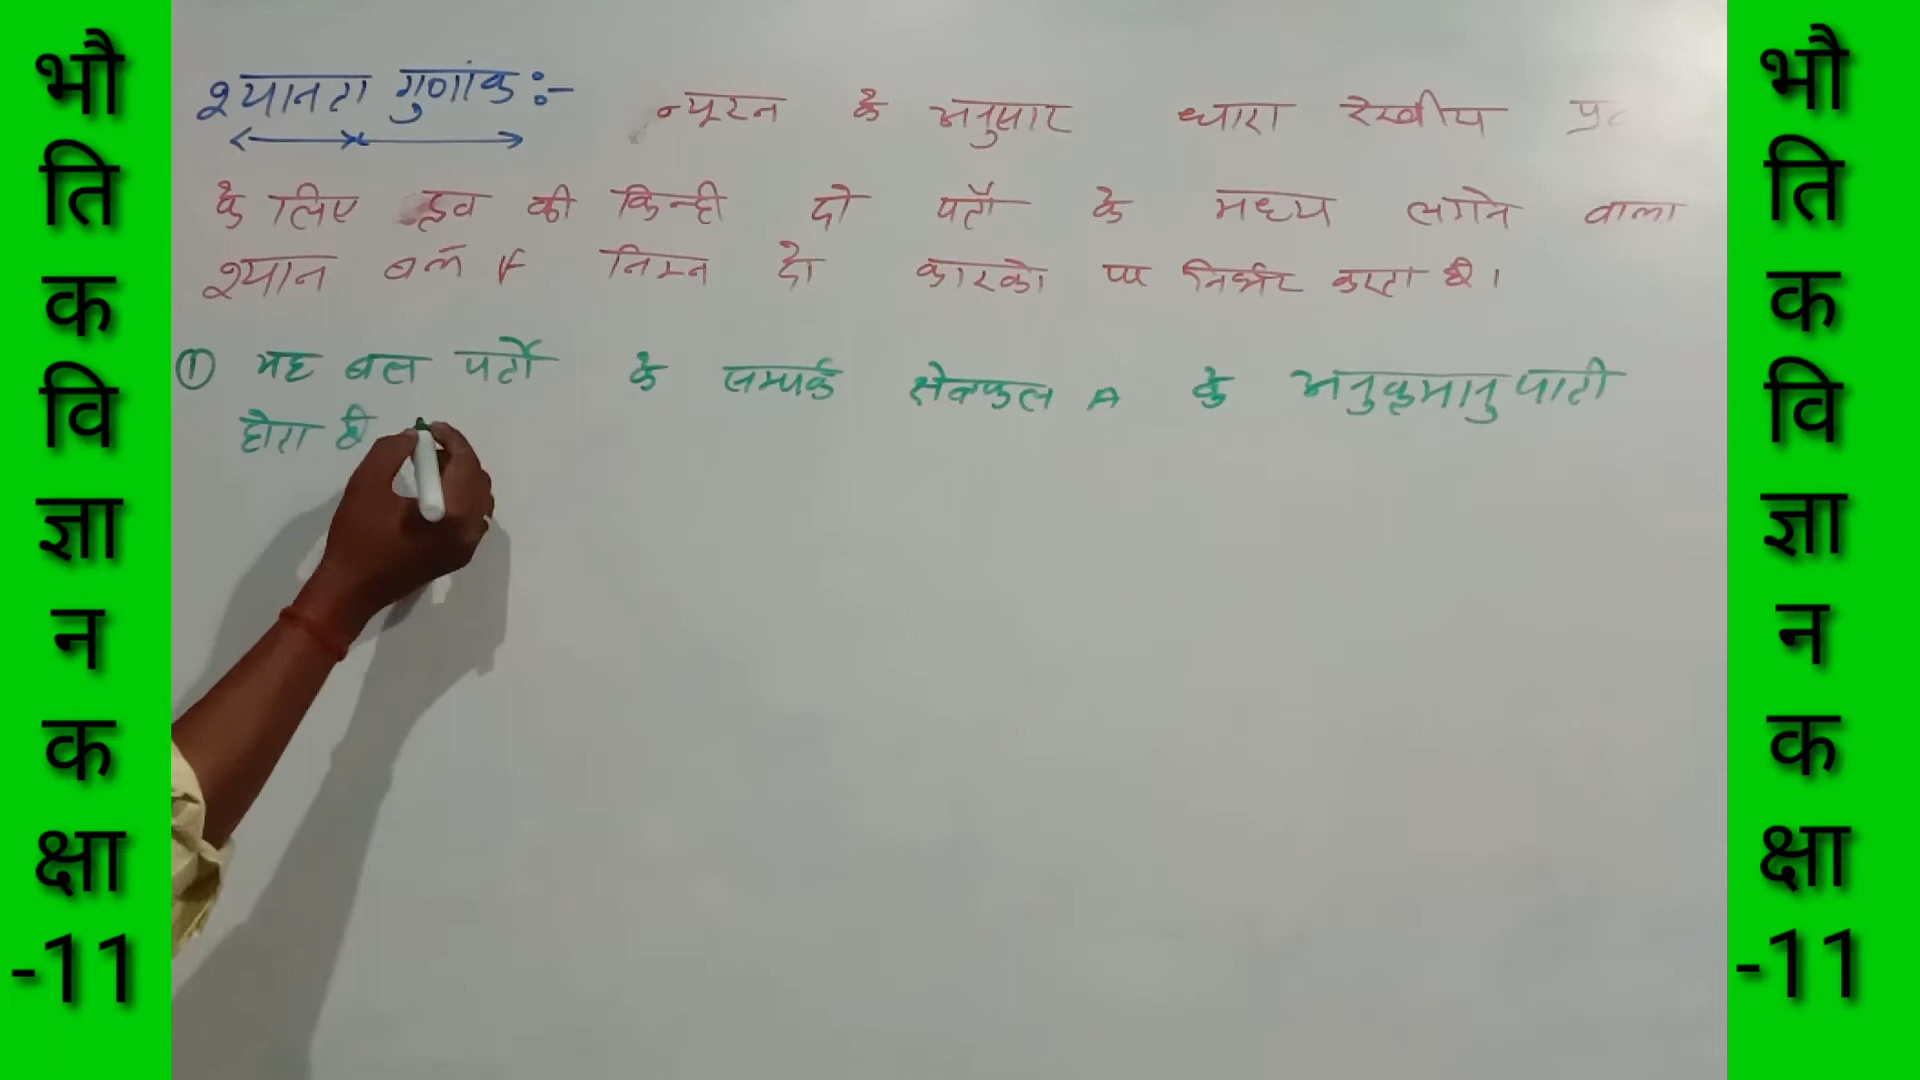 भौतिक विज्ञान कक्षा -11
श्यानता गुणांक :-
न्यूटन के अनुसार धारा रेखीय
के लिए द्रव की किन्ही दो पर्तों के मध्य लगने वाला
श्यान बल F निम्न दो कारको पर निर्भर करता है।
① यह बल पर्तों के सम्पर्क क्षेत्रफल A के अनुक्रमानुपाती
होता है
भौतिक विज्ञान कक्षा -11